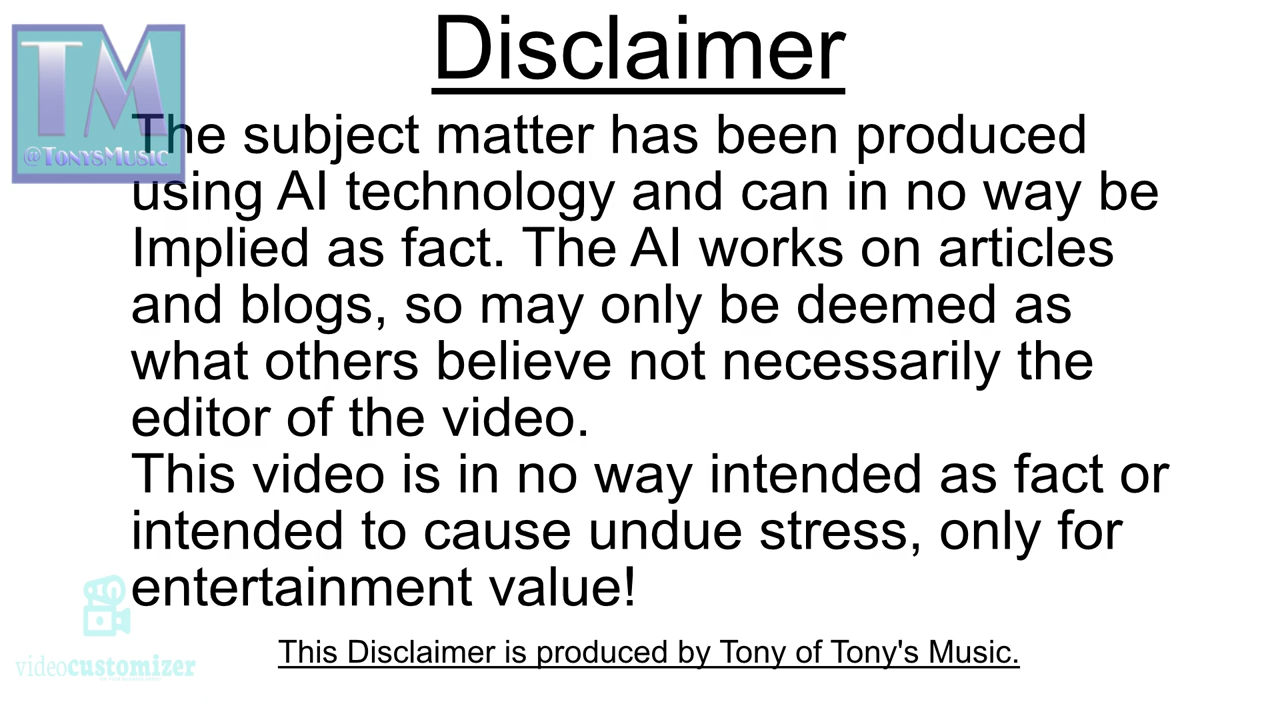 Disclaimer
TM
@TonysMusic
The subject matter has been produced
using AI technology and can in no way be
Implied as fact. The AI works on articles
and blogs, so may only be deemed as
what others believe not necessarily the
editor of the video.
This video is in no way intended as fact or
intended to cause undue stress, only for
entertainment value!
This Disclaimer is produced by Tony of Tony's Music.
videocustomizer